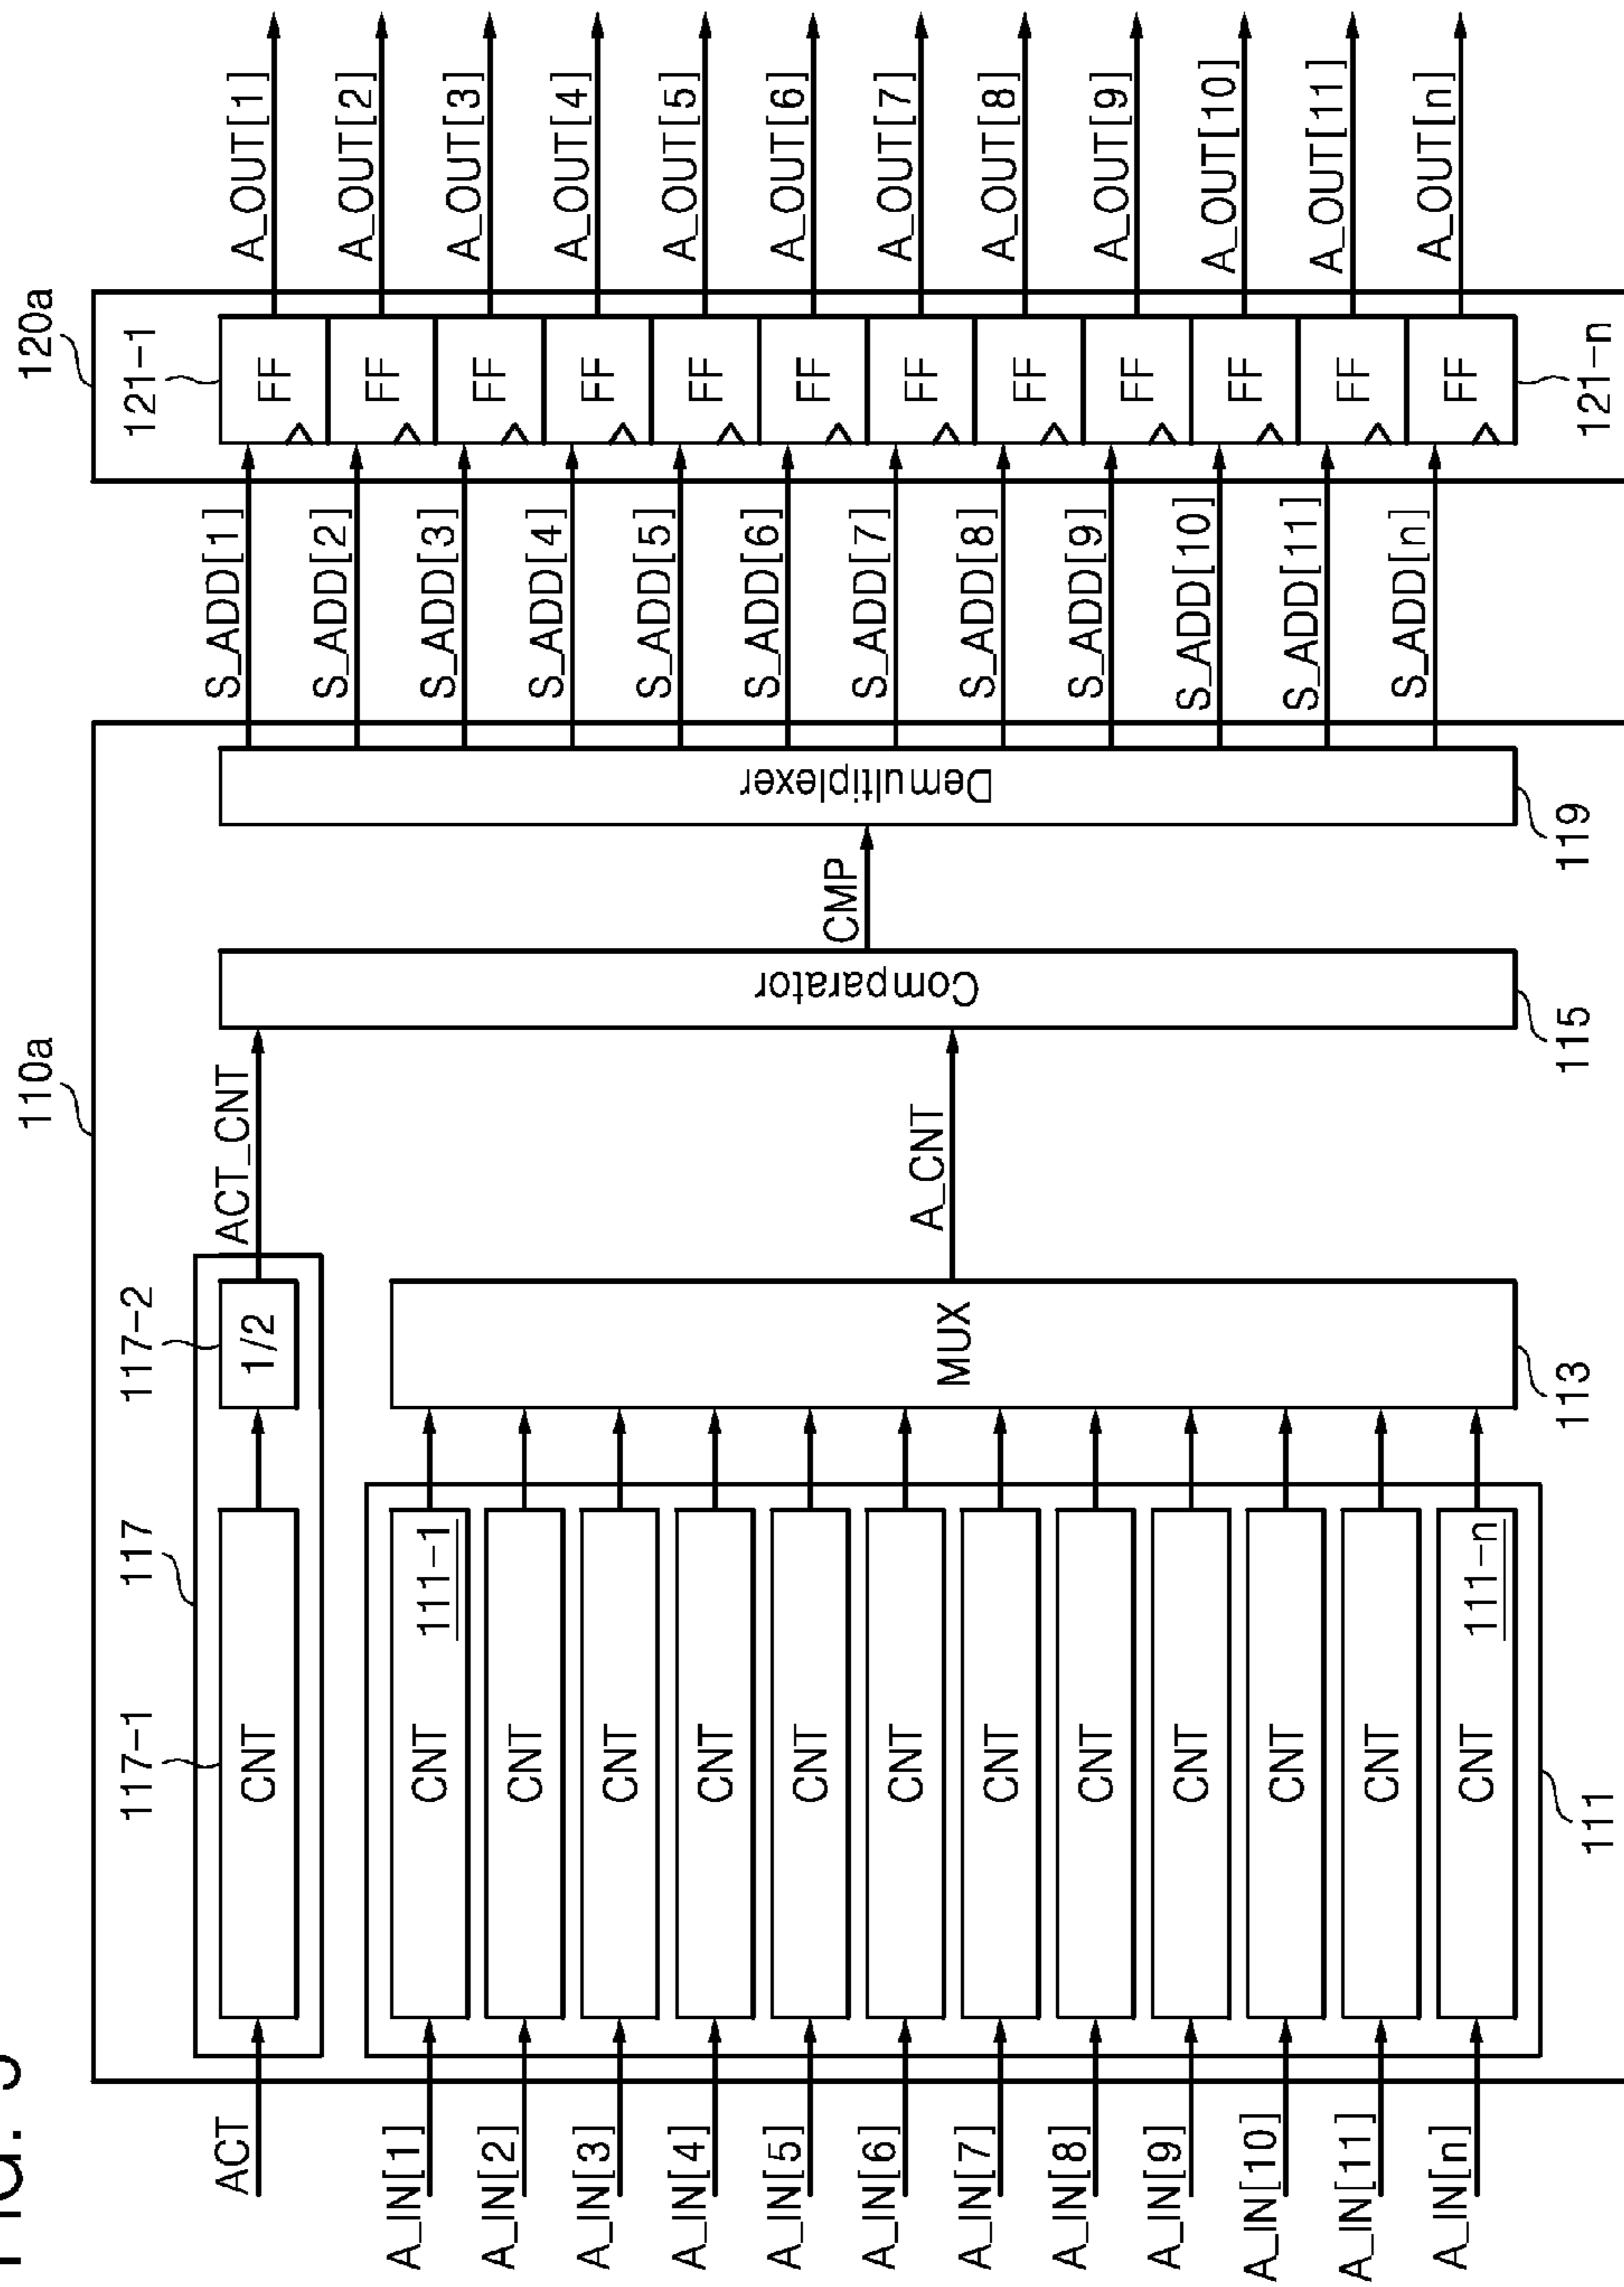 110a
120a
ACT
117-1
CNT
117
117-2
1/2
ACT_CNT
A_IN[1]
A_IN[2]
A_IN[3]
A_IN[4]
A_IN[5]
A_IN[6]
A_IN[7]
A_IN[8]
A_IN[9]
A_IN[10]
A_IN[11]
A_IN[n]
CNT
111-1
CNT
CNT
CNT
CNT
CNT
CNT
CNT
CNT
CNT
CNT
CNT
111-n
111
MUX
113
A_CNT
Comparator
115
CMP
Demultiplexer
119
S_ADD[1]
S_ADD[2]
S_ADD[3]
S_ADD[4]
S_ADD[5]
S_ADD[6]
S_ADD[7]
S_ADD[8]
S_ADD[9]
S_ADD[10]
S_ADD[11]
S_ADD[n]
121-1
FF
FF
FF
FF
FF
FF
FF
FF
FF
FF
FF
FF
121-n
A_OUT[1]
A_OUT[2]
A_OUT[3]
A_OUT[4]
A_OUT[5]
A_OUT[6]
A_OUT[7]
A_OUT[8]
A_OUT[9]
A_OUT[10]
A_OUT[11]
A_OUT[n]